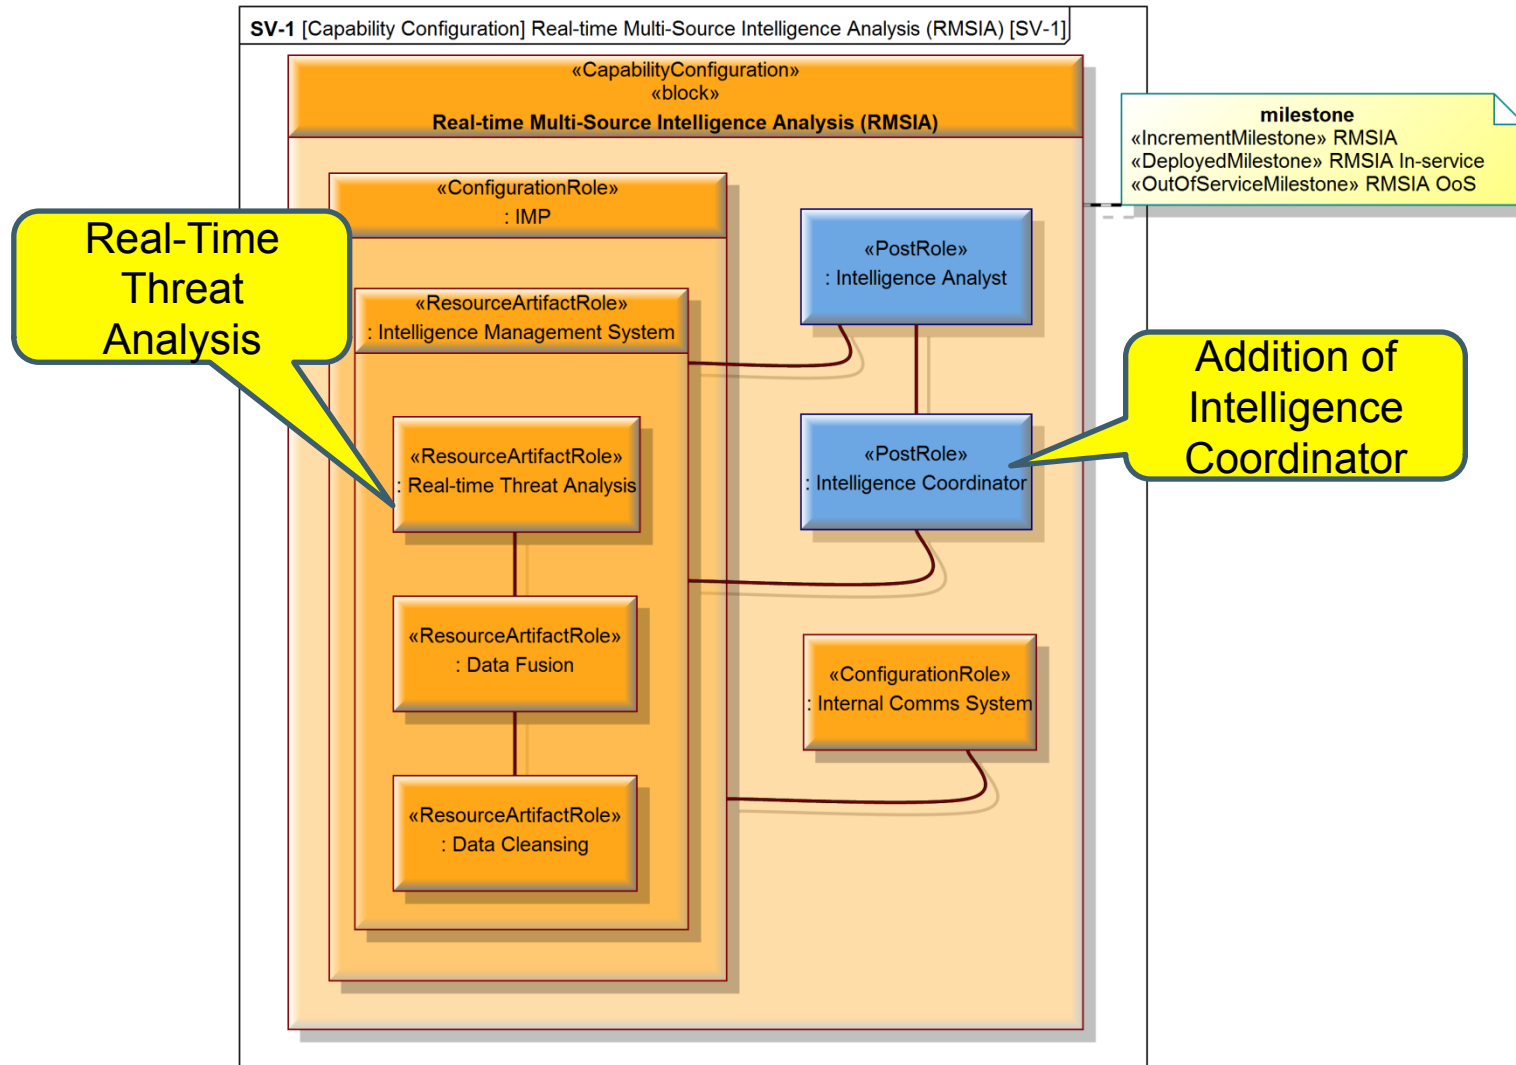 SV-1 [Capability Configuration] Real-time Multi-Source Intelligence Analysis (RMSIA) [SV-1]
«CapabilityConfiguration»
«block»
Real-time Multi-Source Intelligence Analysis (RMSIA)
milestone
«IncrementMilestone» RMSIA
«DeployedMilestone» RMSIA In-service
«OutOfServiceMilestone» RMSIA OoS
«ConfigurationRole»
: IMP
Real-Time
Threat
Analysis
«ResourceArtifactRole»
: Intelligence Management System
«ResourceArtifactRole»
: Real-time Threat Analysis
«ResourceArtifactRole»
: Data Fusion
«ResourceArtifactRole»
: Data Cleansing
«PostRole»
: Intelligence Analyst
«PostRole»
: Intelligence Coordinator
Addition of
Intelligence
Coordinator
«ConfigurationRole»
: Internal Comms System